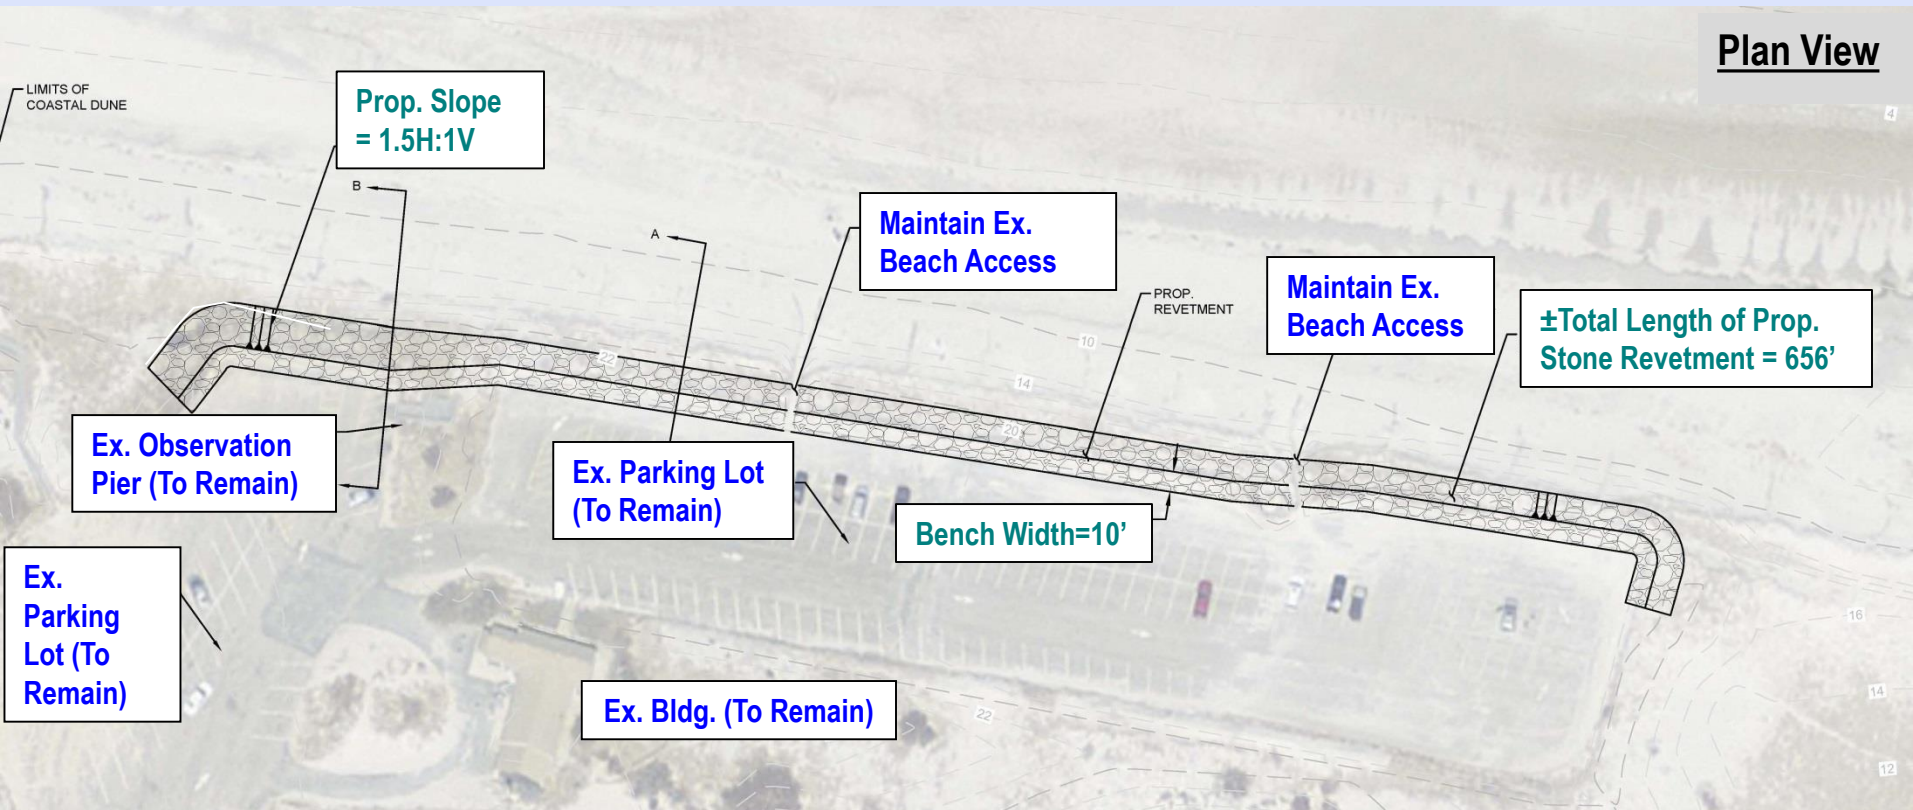 Plan View
LIMITS OF
COASTAL DUNE
Prop. Slope
= 1.5H:1V
4
B
A
Maintain Ex.
Beach Access
PROP.
REVETMENT
Maintain Ex.
Beach Access
±Total Length of Prop.
Stone Revetment = 656’
10
14
22
20
Ex. Observation
Pier (To Remain)
Ex. Parking Lot
(To Remain)
Bench Width=10’
Ex.
Parking
Lot (To
Remain)
16
14
Ex. Bldg. (To Remain)
22
12